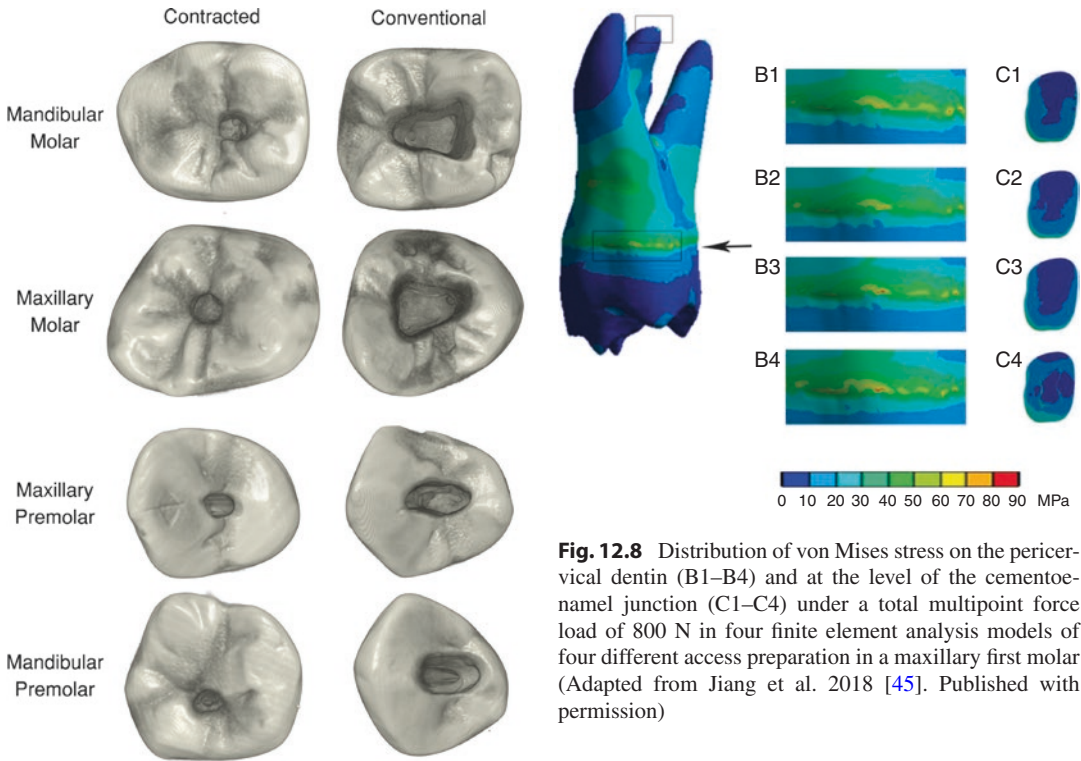 Contracted
Conventional
Mandibular
Molar
Maxillary
Molar
Maxillary
Premolar
Mandibular
Premolar
B1
C1
B2
C2
B3
C3
B4
C4
0 10 20 30 40 50 60 70 80 90 MPa
Fig. 12.8 Distribution of von Mises stress on the pericer-
vical dentin (B1–B4) and at the level of the cementoe-
namel junction (C1–C4) under a total multipoint force
load of 800 N in four finite element analysis models of
four different access preparation in a maxillary first molar
(Adapted from Jiang et al. 2018 [45]. Published with
permission)